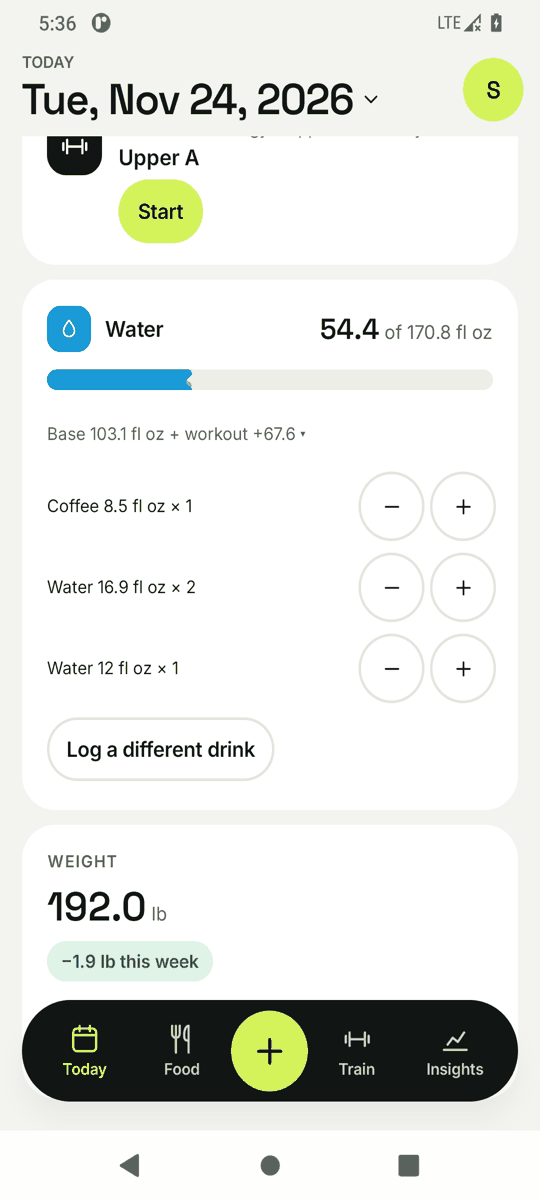 5:36
LTE
TODAY
Tue, Nov 24, 2026
S
Upper A
Start
Water
54.4 of 170.8 fl oz
Base 103.1 fl oz + workout +67.6 ▾
Coffee 8.5 fl oz × 1
− +
Water 16.9 fl oz × 2
− +
Water 12 fl oz × 1
− +
Log a different drink
WEIGHT
192.0 lb
−1.9 lb this week
Today
Food
+
Train
Insights